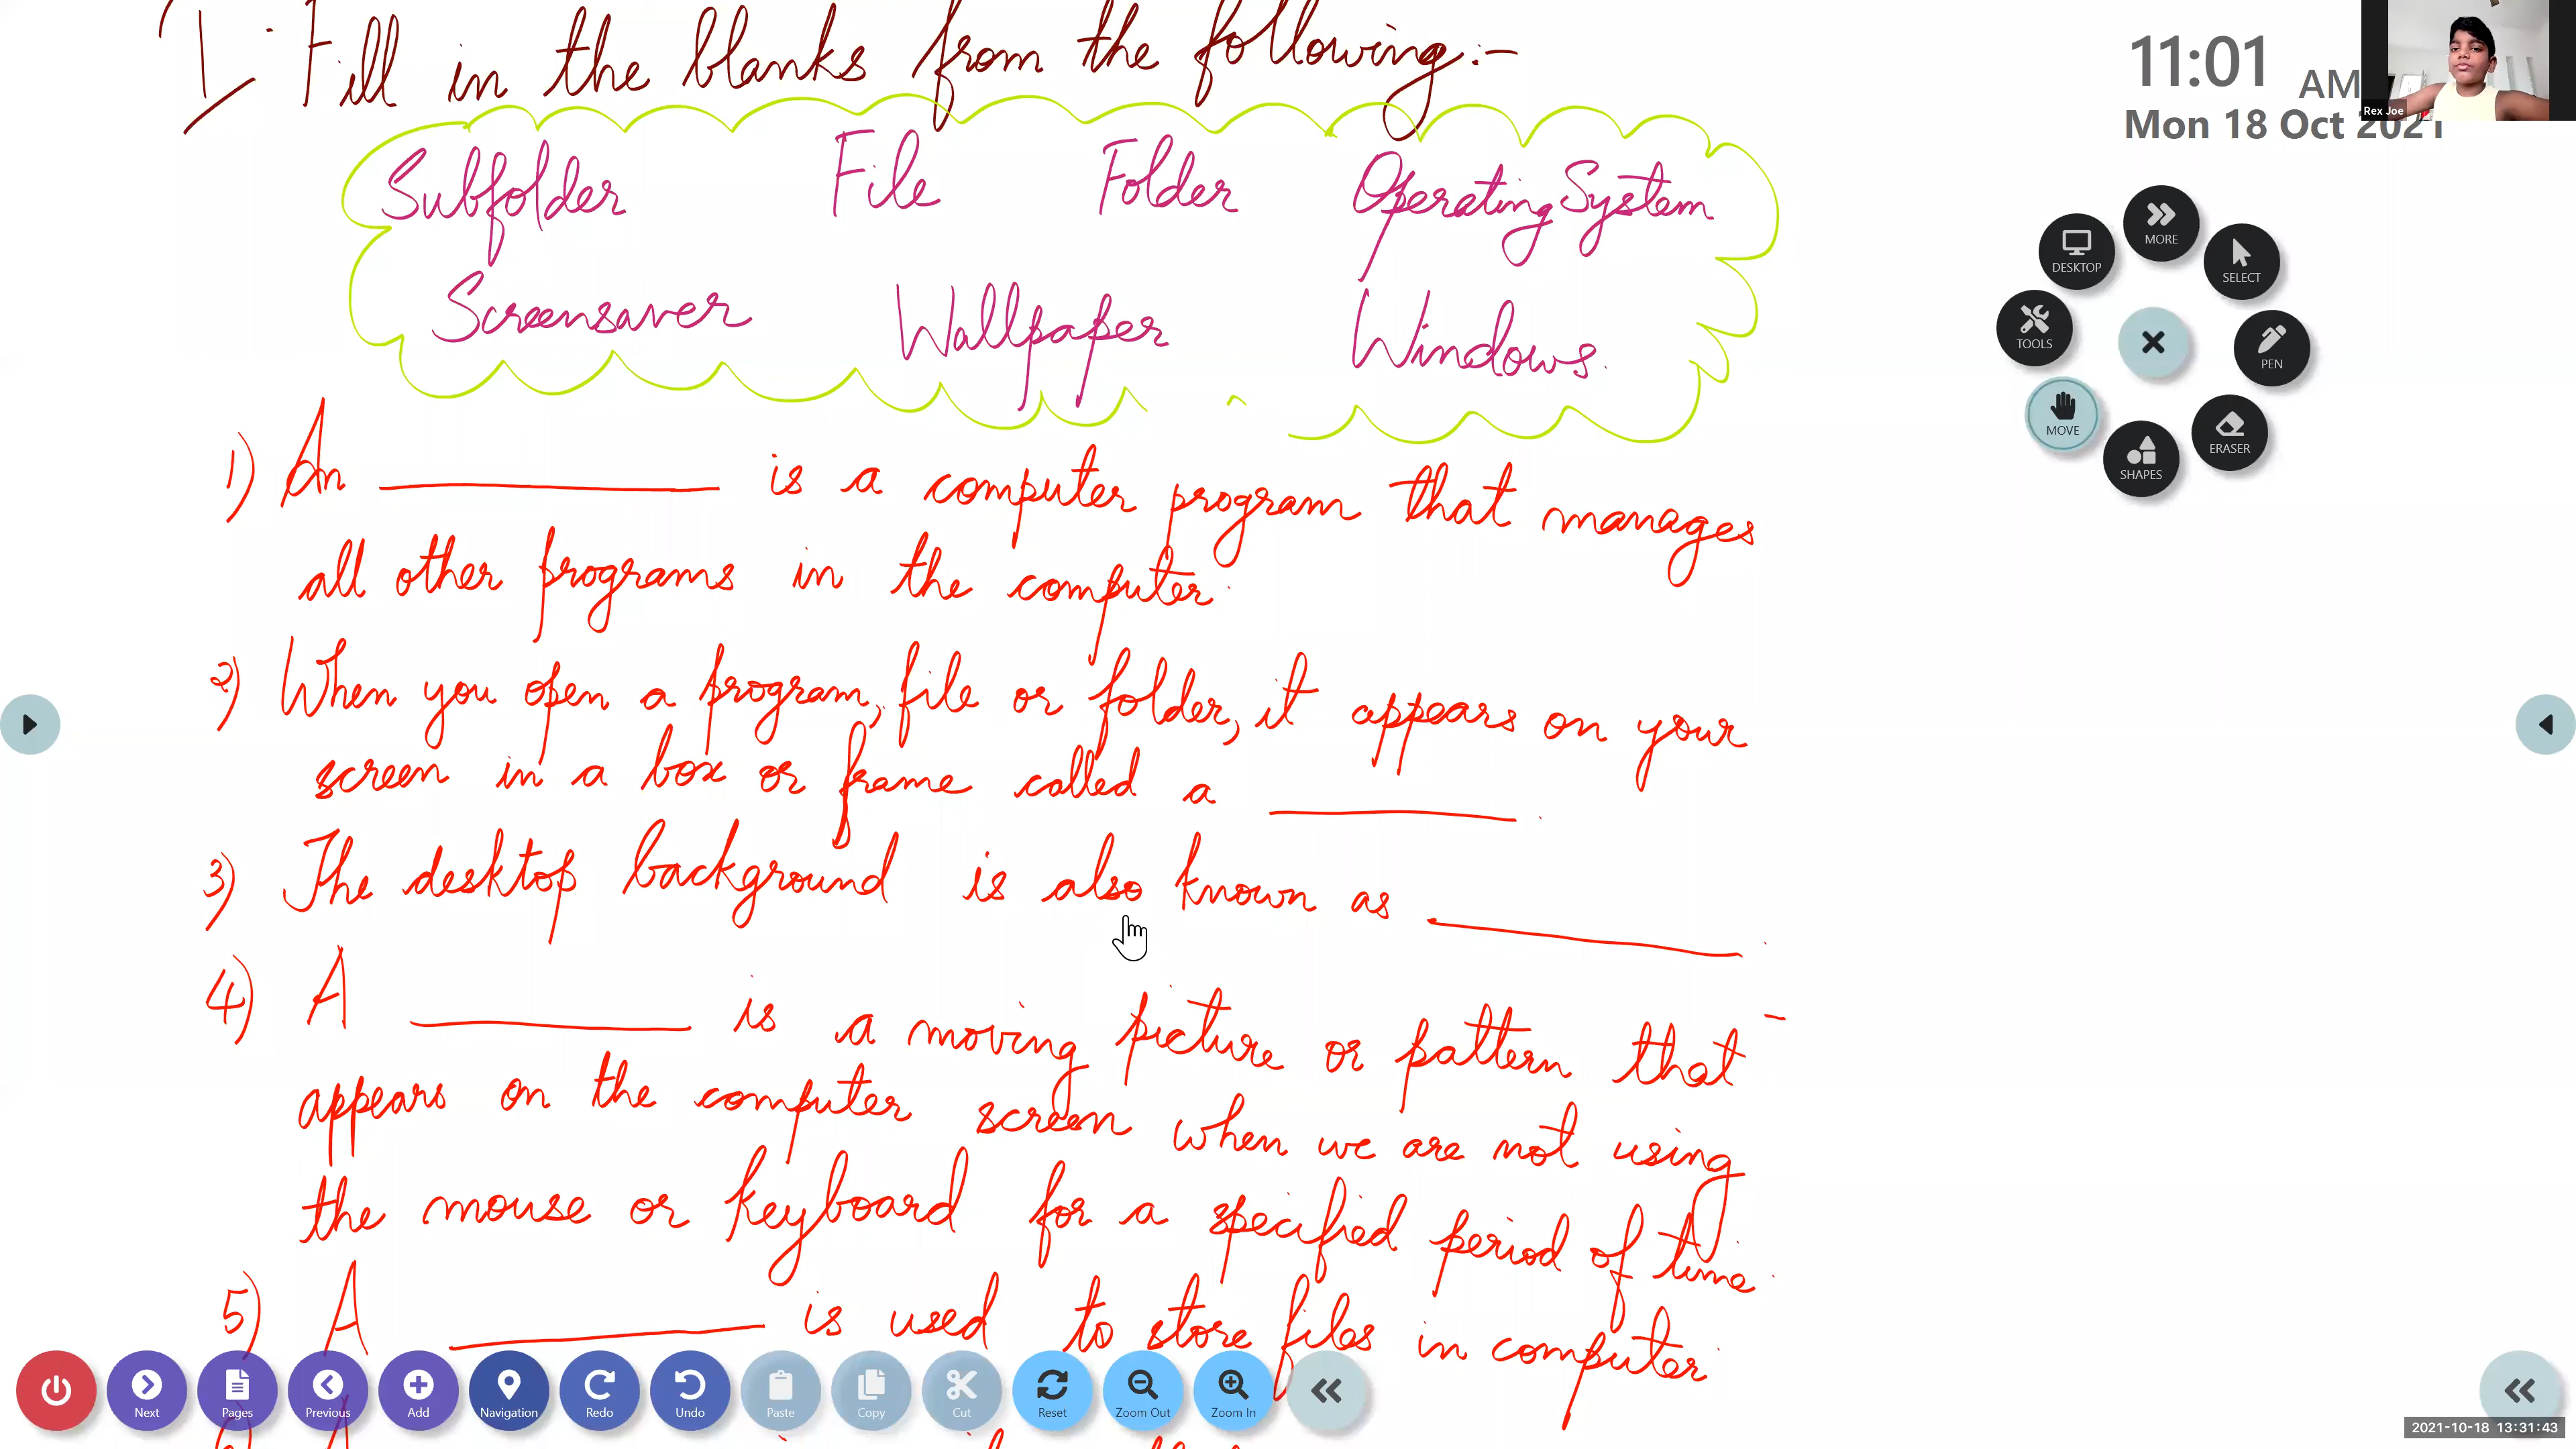 I. Fill in the blanks from the following:-
11:01 AM
Mon 18 Oct 2021
Rex Joe
Subfolder File Folder Operating System
Screensaver Wallpaper Windows.
MORE
DESKTOP
SELECT
TOOLS
PEN
MOVE
ERASER
SHAPES
1) An __________ is a computer program that manages
all other programs in the computer.
2) When you open a program, file or folder, it appears on your
screen in a box or frame called a __________.
3) The desktop background is also known as __________.
4) A __________ is a moving picture or pattern that
appears on the computer screen when we are not using
the mouse or keyboard for a specified period of time.
5) A __________ is used to store files in computer.
Next Pages Previous Add Navigation Redo Undo Paste Copy Cut Reset Zoom Out Zoom In
2021-10-18 13:31:43